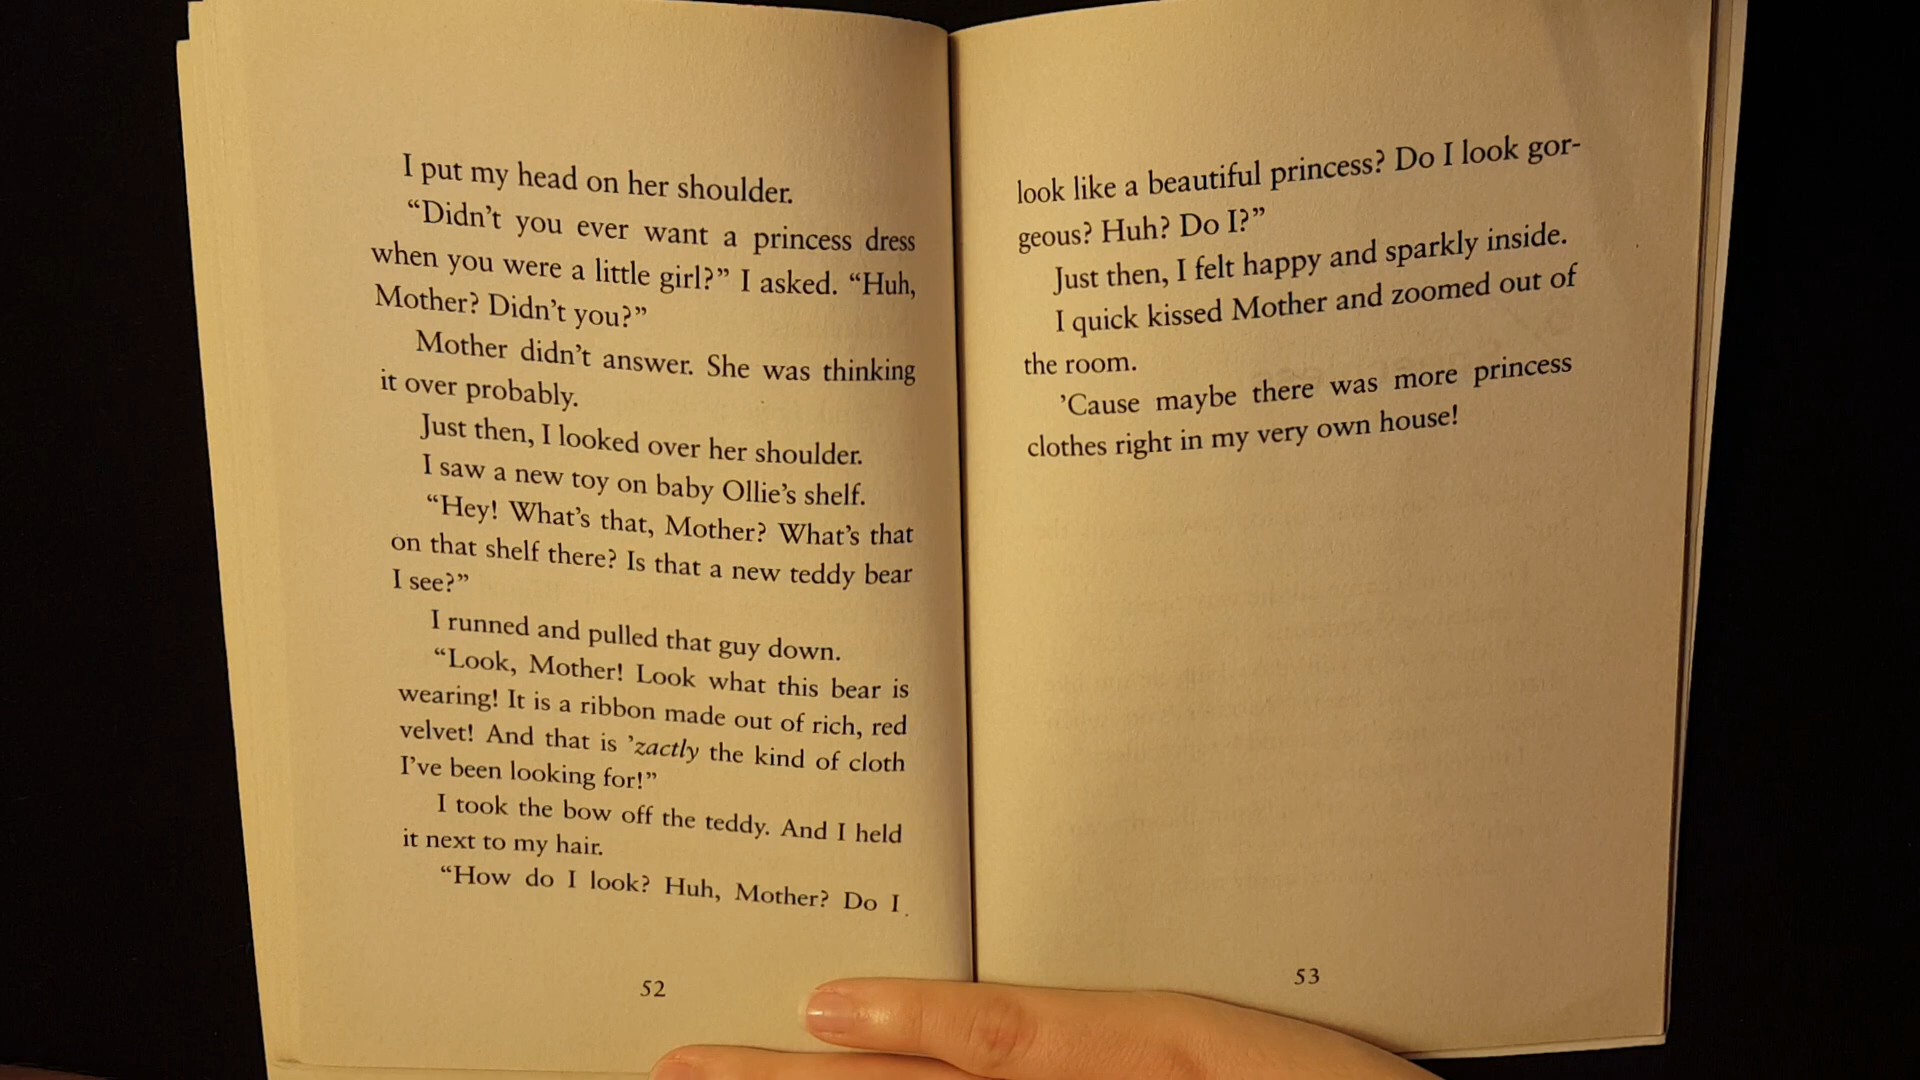 I put my head on her shoulder.
“Didn’t you ever want a princess dress
when you were a little girl?” I asked. “Huh,
Mother? Didn’t you?”
Mother didn’t answer. She was thinking
it over probably.
Just then, I looked over her shoulder.
I saw a new toy on baby Ollie’s shelf.
“Hey! What’s that, Mother? What’s that
on that shelf there? Is that a new teddy bear
I see?”
I runned and pulled that guy down.
“Look, Mother! Look what this bear is
wearing! It is a ribbon made out of rich, red
velvet! And that is ’zactly the kind of cloth
I’ve been looking for!”
I took the bow off the teddy. And I held
it next to my hair.
“How do I look? Huh, Mother? Do I
52
look like a beautiful princess? Do I look gor-
geous? Huh? Do I?”
Just then, I felt happy and sparkly inside.
I quick kissed Mother and zoomed out of
the room.
’Cause maybe there was more princess
clothes right in my very own house!
53